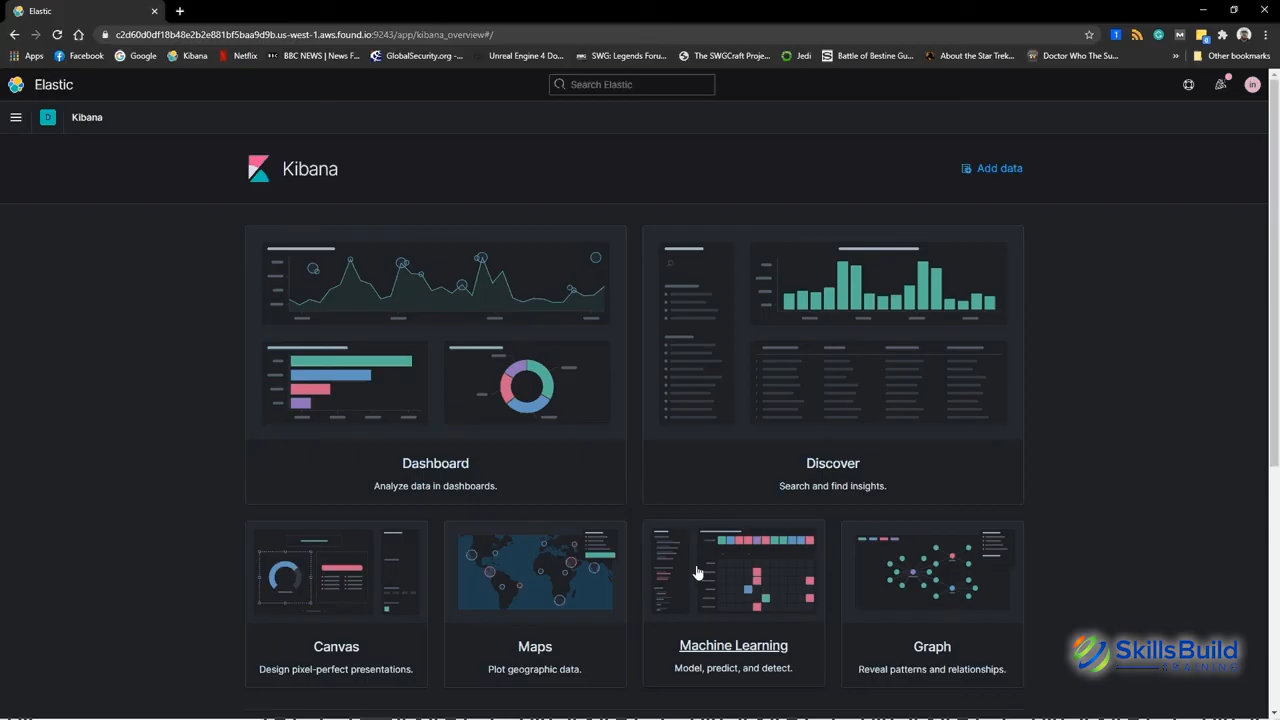 Elastic
c2d60d0df18b48e2b2e881bf5baa9d9b.us-west-1.aws.found.io:9243/app/kibana_overview#/
Apps Facebook Google Kibana Netflix BBC NEWS | News F... GlobalSecurity.org -... Unreal Engine 4 Do... SWG: Legends Foru... The SWGCraft Projec... Jedi Battle of Bestine Gu... About the Star Trek... Doctor Who The Su... » Other bookmarks
Elastic
Search Elastic
in
D
Kibana
Kibana
Add data
Dashboard
Analyze data in dashboards.
Discover
Search and find insights.
Canvas
Design pixel-perfect presentations.
Maps
Plot geographic data.
Machine Learning
Model, predict, and detect.
Graph
Reveal patterns and relationships.
SkillsBuild
TRAINING